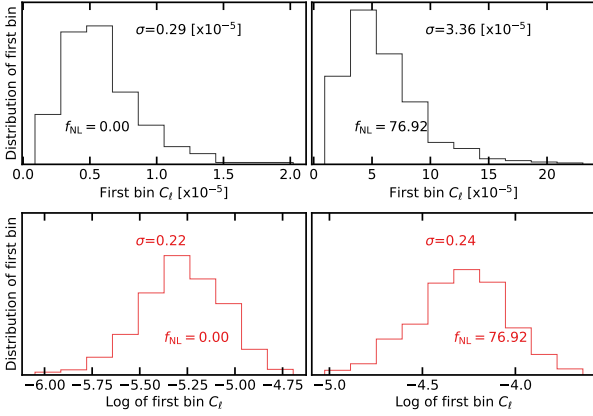 Distribution of first bin
σ=0.29 [x10⁻⁵]
f_NL = 0.00
0.0 0.5 1.0 1.5 2.0
First bin C_ℓ [x10⁻⁵]
σ=3.36 [x10⁻⁵]
f_NL = 76.92
0 5 10 15 20
First bin C_ℓ [x10⁻⁵]
Distribution of first bin
σ=0.22
f_NL = 0.00
−6.00 −5.75 −5.50 −5.25 −5.00 −4.75
Log of first bin C_ℓ
σ=0.24
f_NL = 76.92
−5.0 −4.5 −4.0
Log of first bin C_ℓ